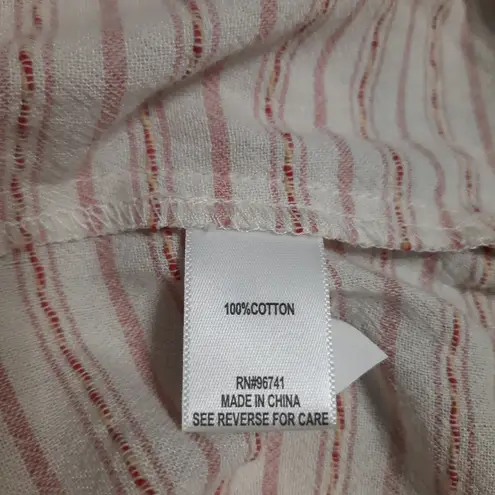 100%COTTON
RN#96741
MADE IN CHINA
SEE REVERSE FOR CARE